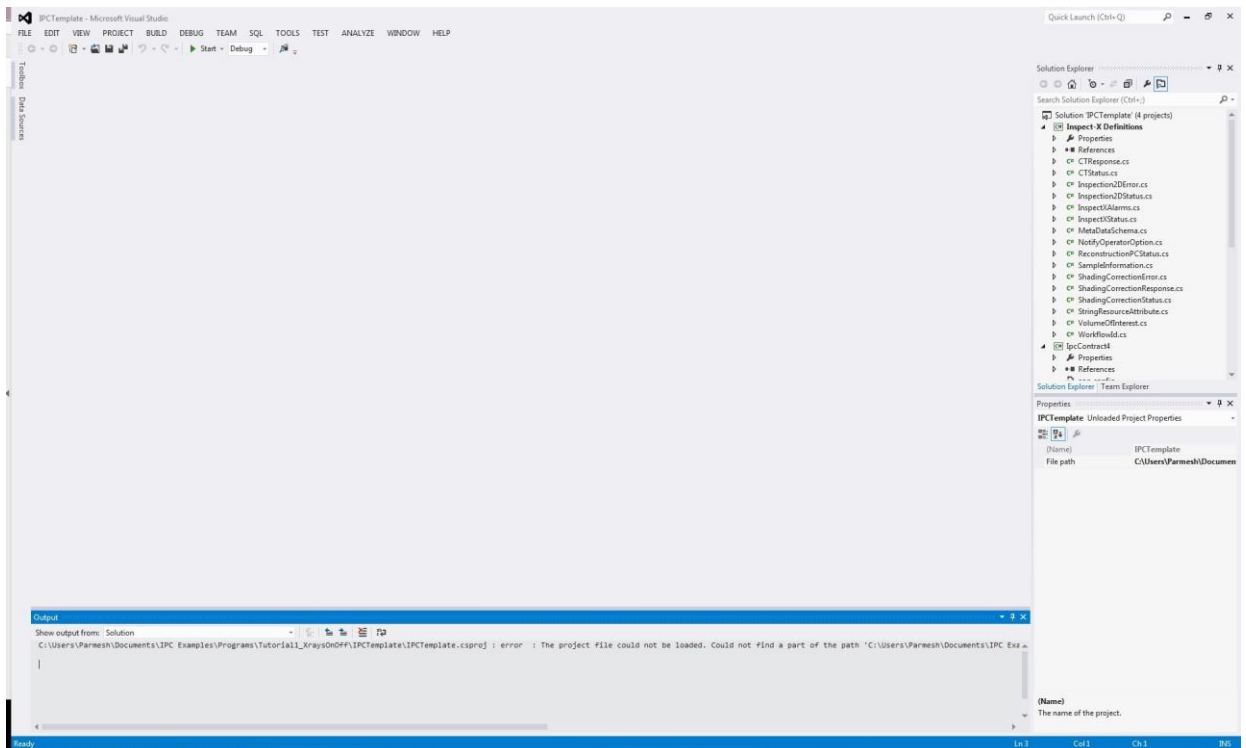 IPCTemplate - Microsoft Visual Studio
Quick Launch (Ctrl+Q)
FILE EDIT VIEW PROJECT BUILD DEBUG TEAM SQL TOOLS TEST ANALYZE WINDOW HELP
Start Debug
Toolbox
Data Sources
Solution Explorer
Search Solution Explorer (Ctrl+;)
Solution 'IPCTemplate' (4 projects)
Inspect-X Definitions
Properties
References
C# CTResponse.cs
C# CTStatus.cs
C# Inspection2DError.cs
C# Inspection2DStatus.cs
C# InspectXAlarms.cs
C# InspectXStatus.cs
C# MetaDataSchema.cs
C# NotifyOperatorOption.cs
C# ReconstructionPCStatus.cs
C# SampleInformation.cs
C# ShadingCorrectionError.cs
C# ShadingCorrectionResponse.cs
C# ShadingCorrectionStatus.cs
C# StringResourceAttribute.cs
C# VolumeOfInterest.cs
C# WorkflowId.cs
C# IpcContract4
Properties
References
Solution Explorer Team Explorer
Properties
IPCTemplate Unloaded Project Properties
(Name) IPCTemplate
File path C:\Users\Parmesh\Documen
(Name)
The name of the project.
Output
Show output from: Solution
C:\Users\Parmesh\Documents\IPC Examples\Programs\Tutorial1_XraysOnOff\IPCTemplate\IPCTemplate.csproj : error : The project file could not be loaded. Could not find a part of the path 'C:\Users\Parmesh\Documents\IPC Exa
Ready Ln 3 Col 1 Ch 1 INS